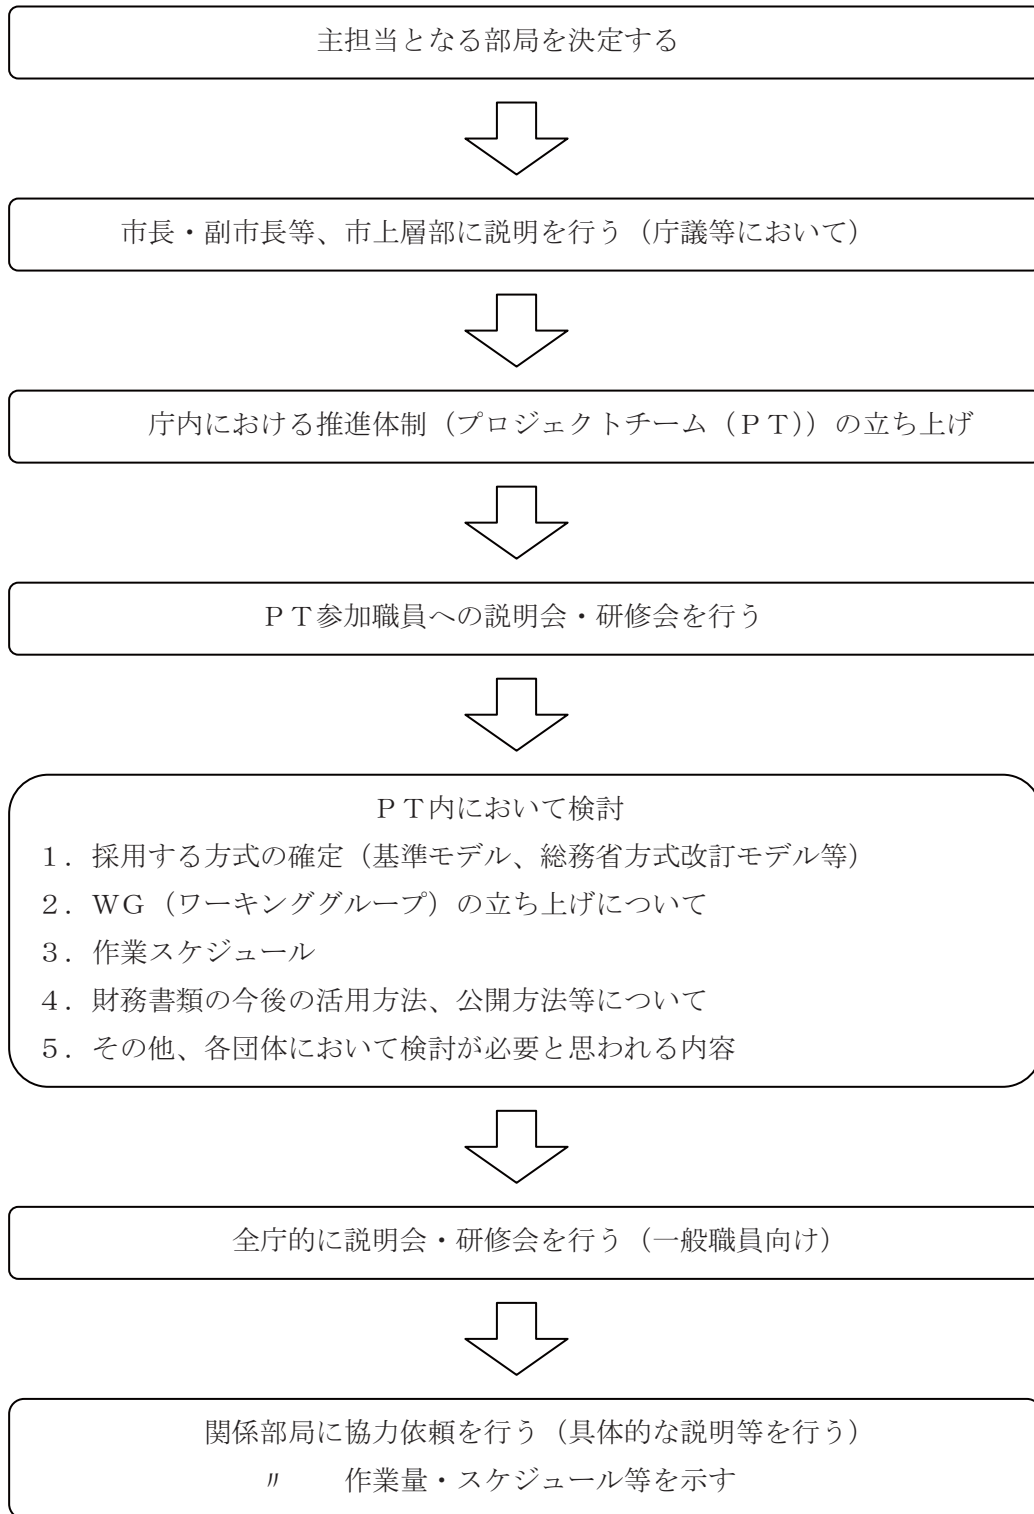 主担当となる部局を決定する
市長・副市長等、市上層部に説明を行う（庁議等において）
庁内における推進体制（プロジェクトチーム（ＰＴ））の立ち上げ
ＰＴ参加職員への説明会・研修会を行う
ＰＴ内において検討
１．採用する方式の確定（基準モデル、総務省方式改訂モデル等）
２．ＷＧ（ワーキンググループ）の立ち上げについて
３．作業スケジュール
４．財務書類の今後の活用方法、公開方法等について
５．その他、各団体において検討が必要と思われる内容
全庁的に説明会・研修会を行う（一般職員向け）
関係部局に協力依頼を行う（具体的な説明等を行う）
〃　　作業量・スケジュール等を示す